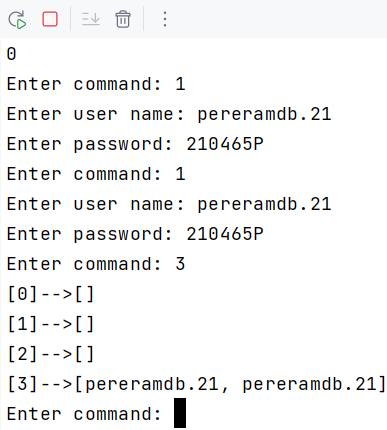 0
Enter command: 1
Enter user name: pereramdb.21
Enter password: 210465P
Enter command: 1
Enter user name: pereramdb.21
Enter password: 210465P
Enter command: 3
[0]-->[]
[1]-->[]
[2]-->[]
[3]-->[pereramdb.21, pereramdb.21]
Enter command: